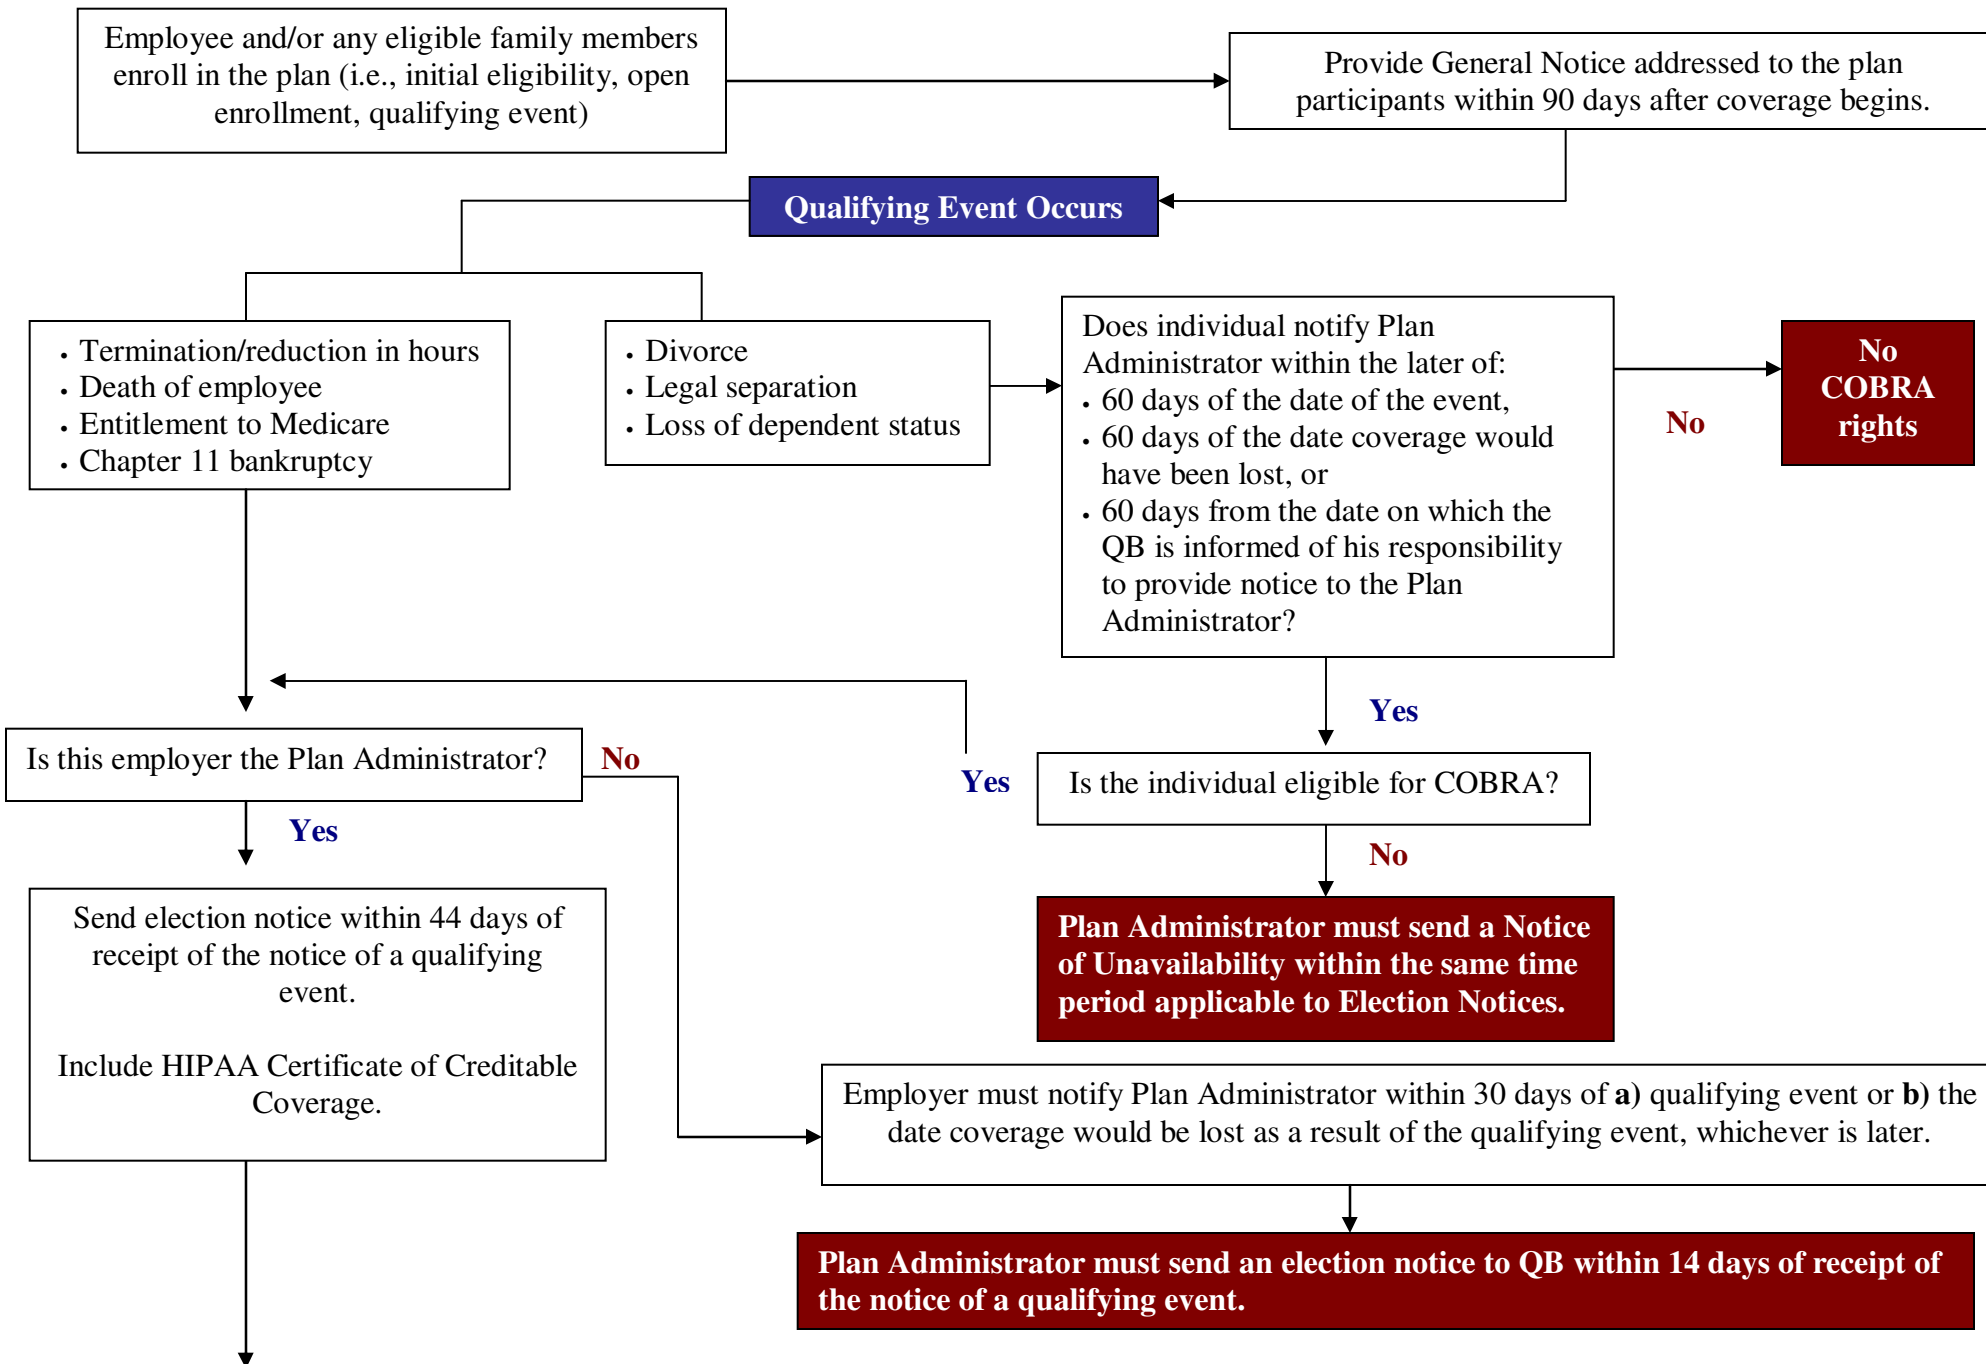 Employee and/or any eligible family members
enroll in the plan (i.e., initial eligibility, open
enrollment, qualifying event)
Provide General Notice addressed to the plan
participants within 90 days after coverage begins.
Qualifying Event Occurs
• Termination/reduction in hours
• Death of employee
• Entitlement to Medicare
• Chapter 11 bankruptcy
• Divorce
• Legal separation
• Loss of dependent status
Does individual notify Plan
Administrator within the later of:
• 60 days of the date of the event,
• 60 days of the date coverage would
have been lost, or
• 60 days from the date on which the
QB is informed of his responsibility
to provide notice to the Plan
Administrator?
No
No
COBRA
rights
Yes
Is this employer the Plan Administrator?
No
Yes
Is the individual eligible for COBRA?
Yes
No
Send election notice within 44 days of
receipt of the notice of a qualifying
event.
Include HIPAA Certificate of Creditable
Coverage.
Plan Administrator must send a Notice
of Unavailability within the same time
period applicable to Election Notices.
Employer must notify Plan Administrator within 30 days of a) qualifying event or b) the
date coverage would be lost as a result of the qualifying event, whichever is later.
Plan Administrator must send an election notice to QB within 14 days of receipt of
the notice of a qualifying event.